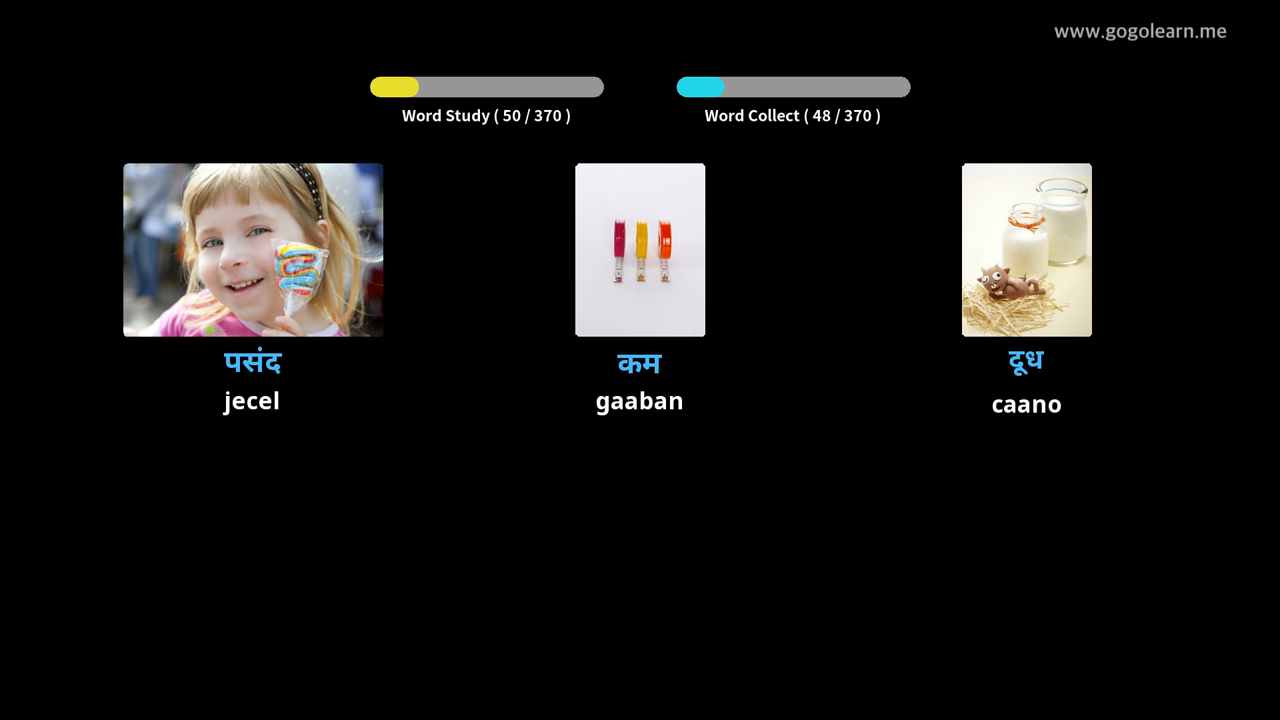 www.gogolearn.me
Word Study ( 50 / 370 )
Word Collect ( 48 / 370 )
पसंद
jecel
कम
gaaban
दूध
caano